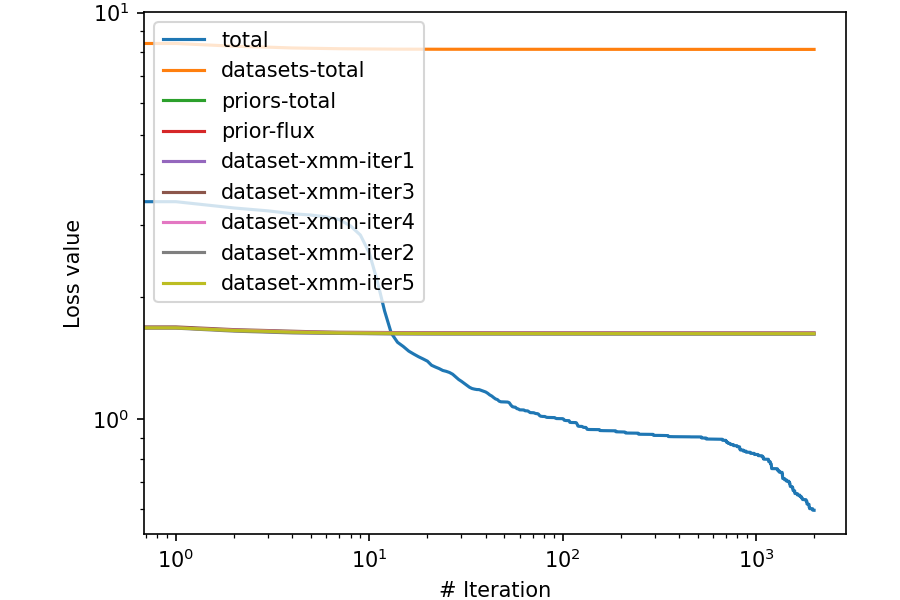 10¹
total
datasets-total
priors-total
prior-flux
dataset-xmm-iter1
dataset-xmm-iter3
dataset-xmm-iter4
dataset-xmm-iter2
dataset-xmm-iter5
Loss value
10⁰
10⁰ 10¹ 10² 10³
# Iteration